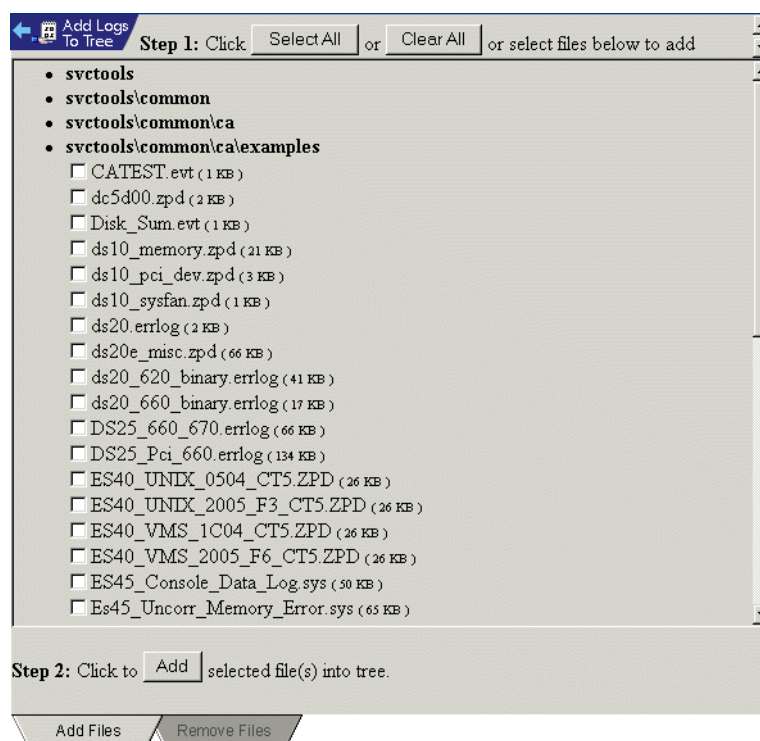 Add Logs
To Tree
Step 1: Click Select All or Clear All or select files below to add
• svctools
• svctools\common
• svctools\common\ca
• svctools\common\ca\examples
CATEST.evt ( 1 KB )
dc5d00.zpd ( 2 KB )
Disk_Sum.evt ( 1 KB )
ds10_memory.zpd ( 21 KB )
ds10_pci_dev.zpd ( 3 KB )
ds10_sysfan.zpd ( 1 KB )
ds20.errlog ( 2 KB )
ds20e_misc.zpd ( 66 KB )
ds20_620_binary.errlog ( 41 KB )
ds20_660_binary.errlog ( 17 KB )
DS25_660_670.errlog ( 66 KB )
DS25_Pci_660.errlog ( 134 KB )
ES40_UNIX_0504_CT5.ZPD ( 26 KB )
ES40_UNIX_2005_F3_CT5.ZPD ( 26 KB )
ES40_VMS_1C04_CT5.ZPD ( 26 KB )
ES40_VMS_2005_F6_CT5.ZPD ( 26 KB )
ES45_Console_Data_Log.sys ( 50 KB )
Es45_Uncorr_Memory_Error.sys ( 65 KB )
Step 2: Click to Add selected file(s) into tree.
Add Files Remove Files